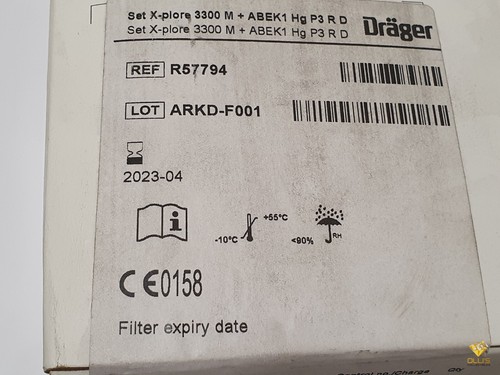 Set X-plore 3300 M + ABEK1 Hg P3 R D
Set X-plore 3300 M + ABEK1 Hg P3 R D
Dräger
REF R57794
LOT ARKD-F001
2023-04
i
-10°C +55°C
<90% RH
CE0158
Filter expiry date
OLLIS